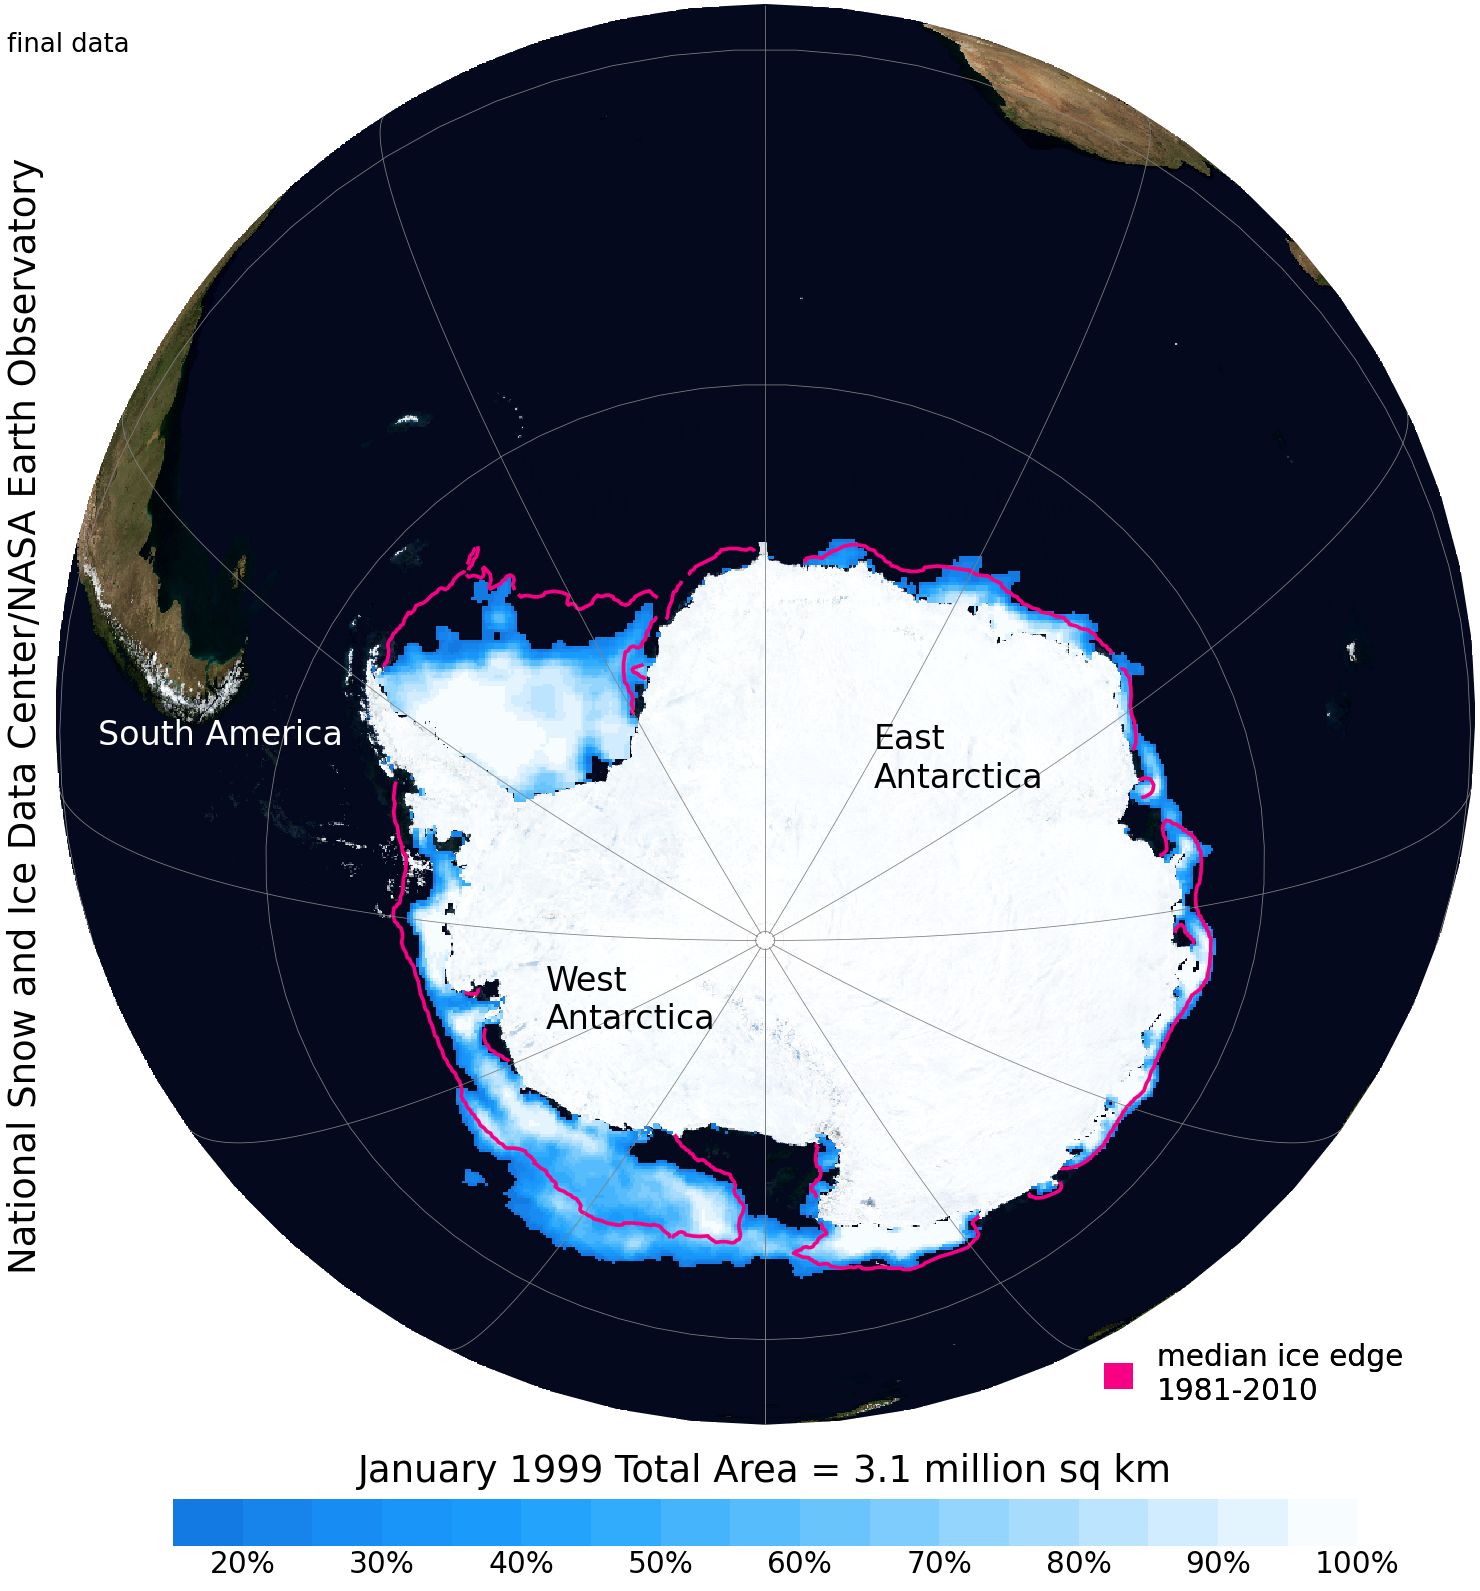 final data
National Snow and Ice Data Center/NASA Earth Observatory
South America
East
Antarctica
West
Antarctica
median ice edge
1981-2010
January 1999 Total Area = 3.1 million sq km
20% 30% 40% 50% 60% 70% 80% 90% 100%